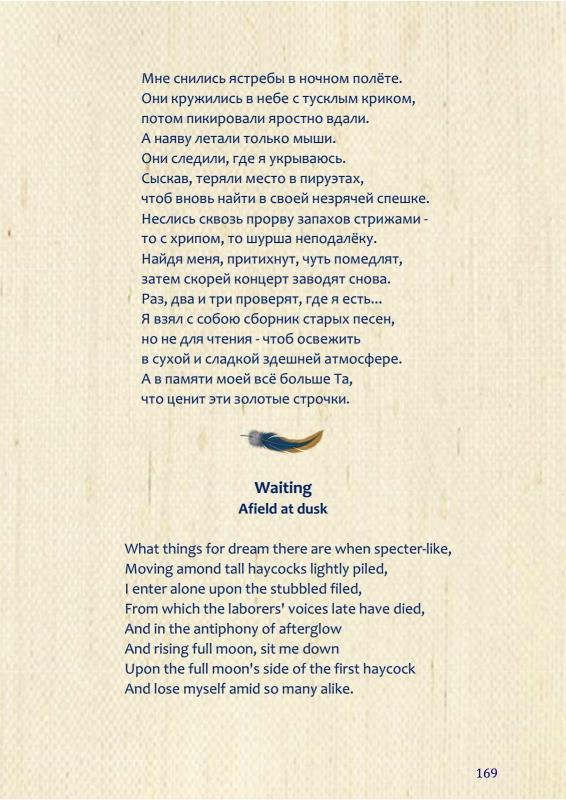 Мне снились ястребы в ночном полёте.
Они кружились в небе с тусклым криком,
потом пикировали яростно вдали.
А наяву летали только мыши.
Они следили, где я укрываюсь.
Сыскав, теряли место в пируэтах,
чтоб вновь найти в своей незрячей спешке.
Неслись сквозь прорву запахов стрижами -
то с хрипом, то шурша неподалёку.
Найдя меня, притихнут, чуть помедлят,
затем скорей концерт заводят снова.
Раз, два и три проверят, где я есть...
Я взял с собою сборник старых песен,
но не для чтения - чтоб освежить
в сухой и сладкой здешней атмосфере.
А в памяти моей всё больше Та,
что ценит эти золотые строчки.
Waiting
Afield at dusk
What things for dream there are when specter-like,
Moving amond tall haycocks lightly piled,
I enter alone upon the stubbled filed,
From which the laborers' voices late have died,
And in the antiphony of afterglow
And rising full moon, sit me down
Upon the full moon's side of the first haycock
And lose myself amid so many alike.
169